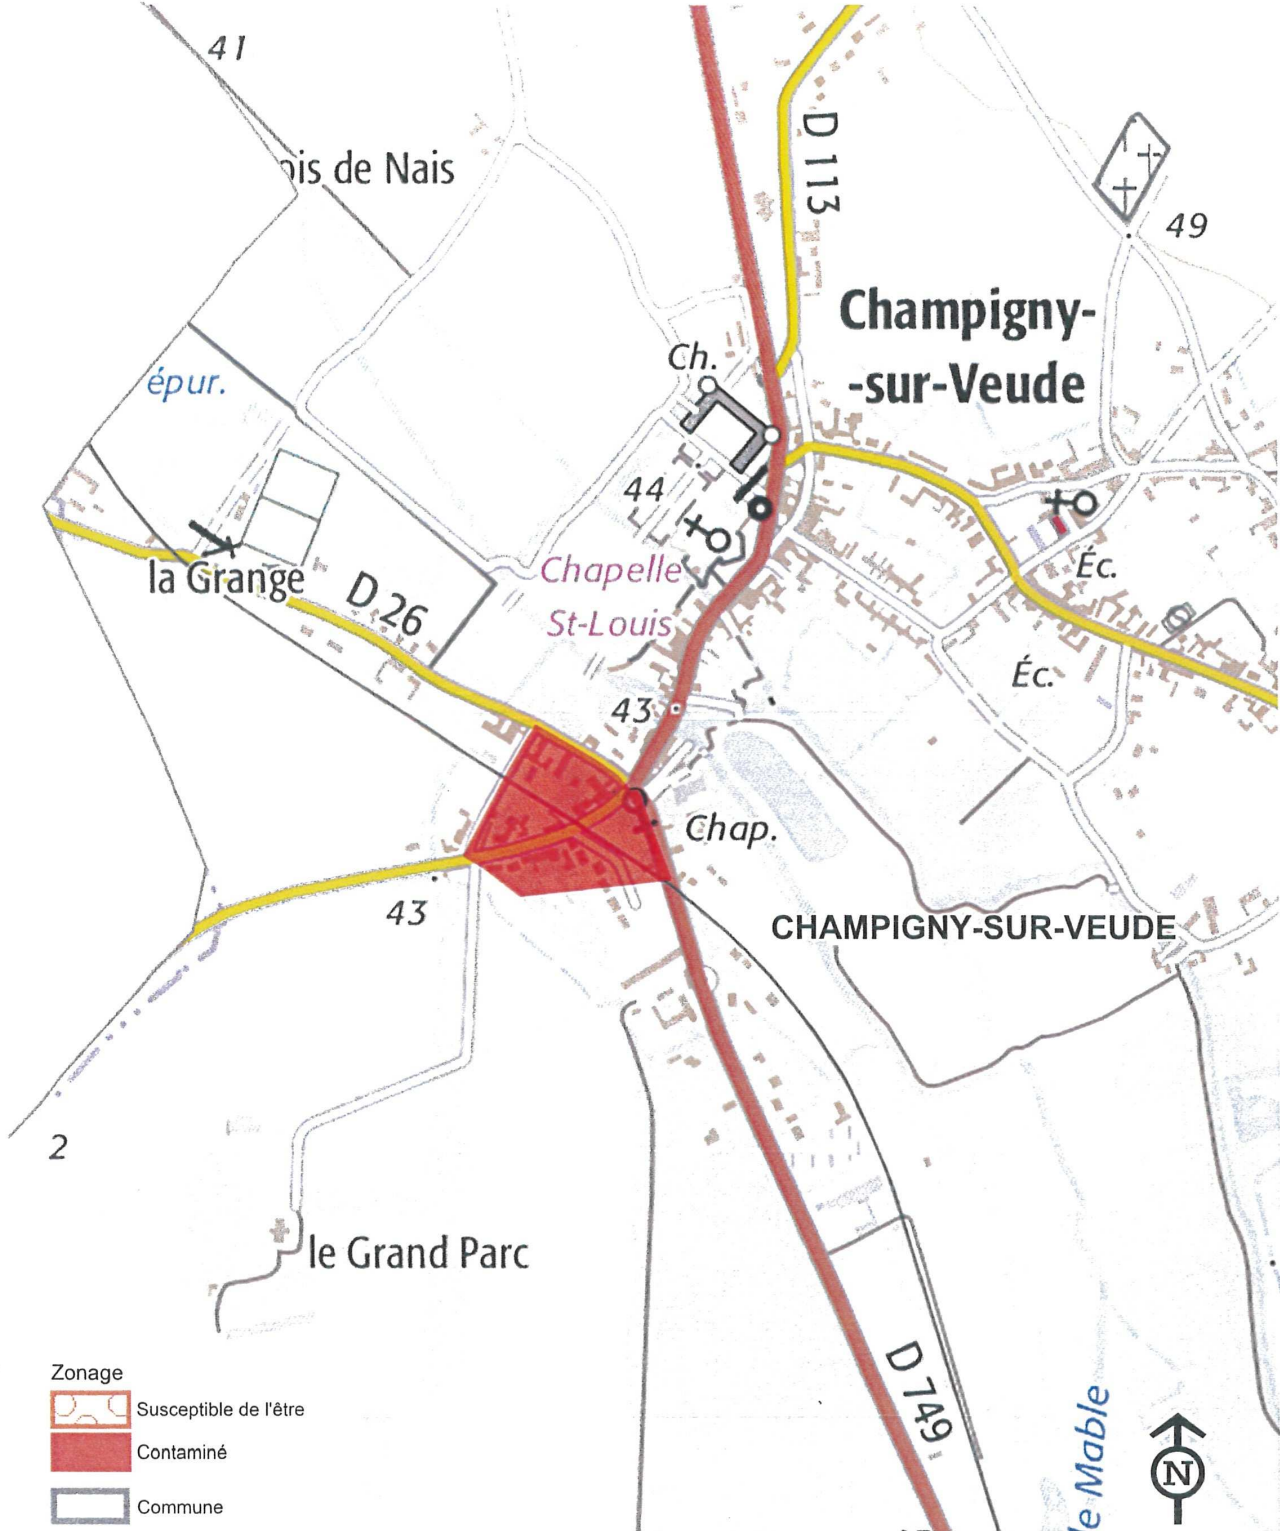 41
ois de Nais
D 113
49
Champigny-
-sur-Veude
Ch.
épur.
44
la Grange
D 26
Chapelle
St-Louis
Éc.
Éc.
43
Chap.
43
CHAMPIGNY-SUR-VEUDE
2
le Grand Parc
D 749
le Mable
Zonage
Susceptible de l'être
Contaminé
Commune
N